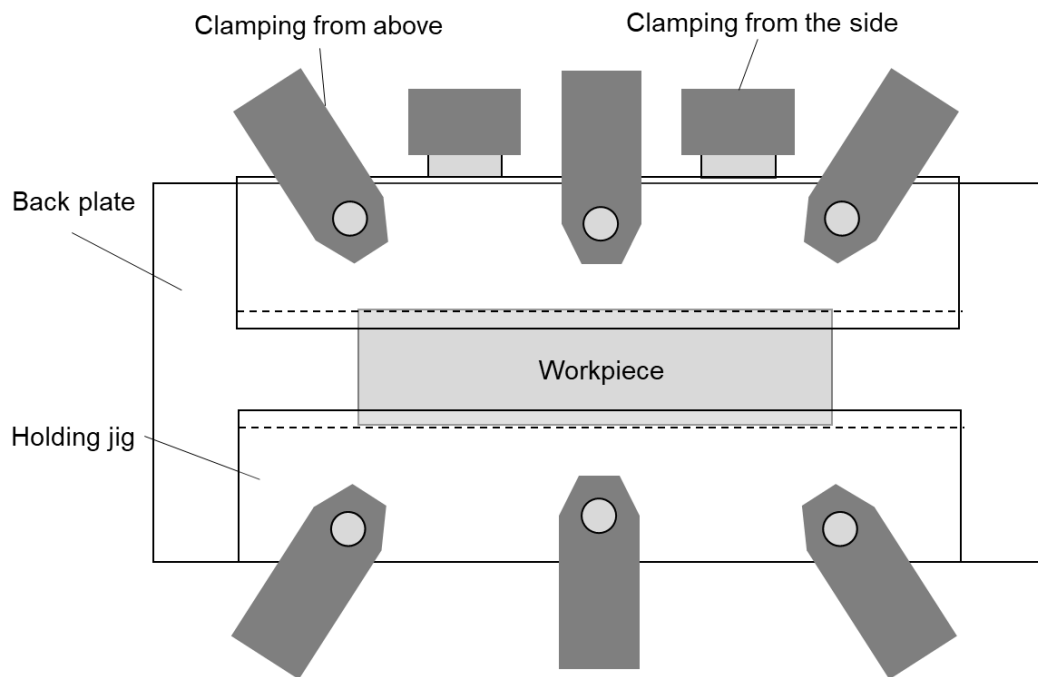 Clamping from above
Clamping from the side
Back plate
Workpiece
Holding jig